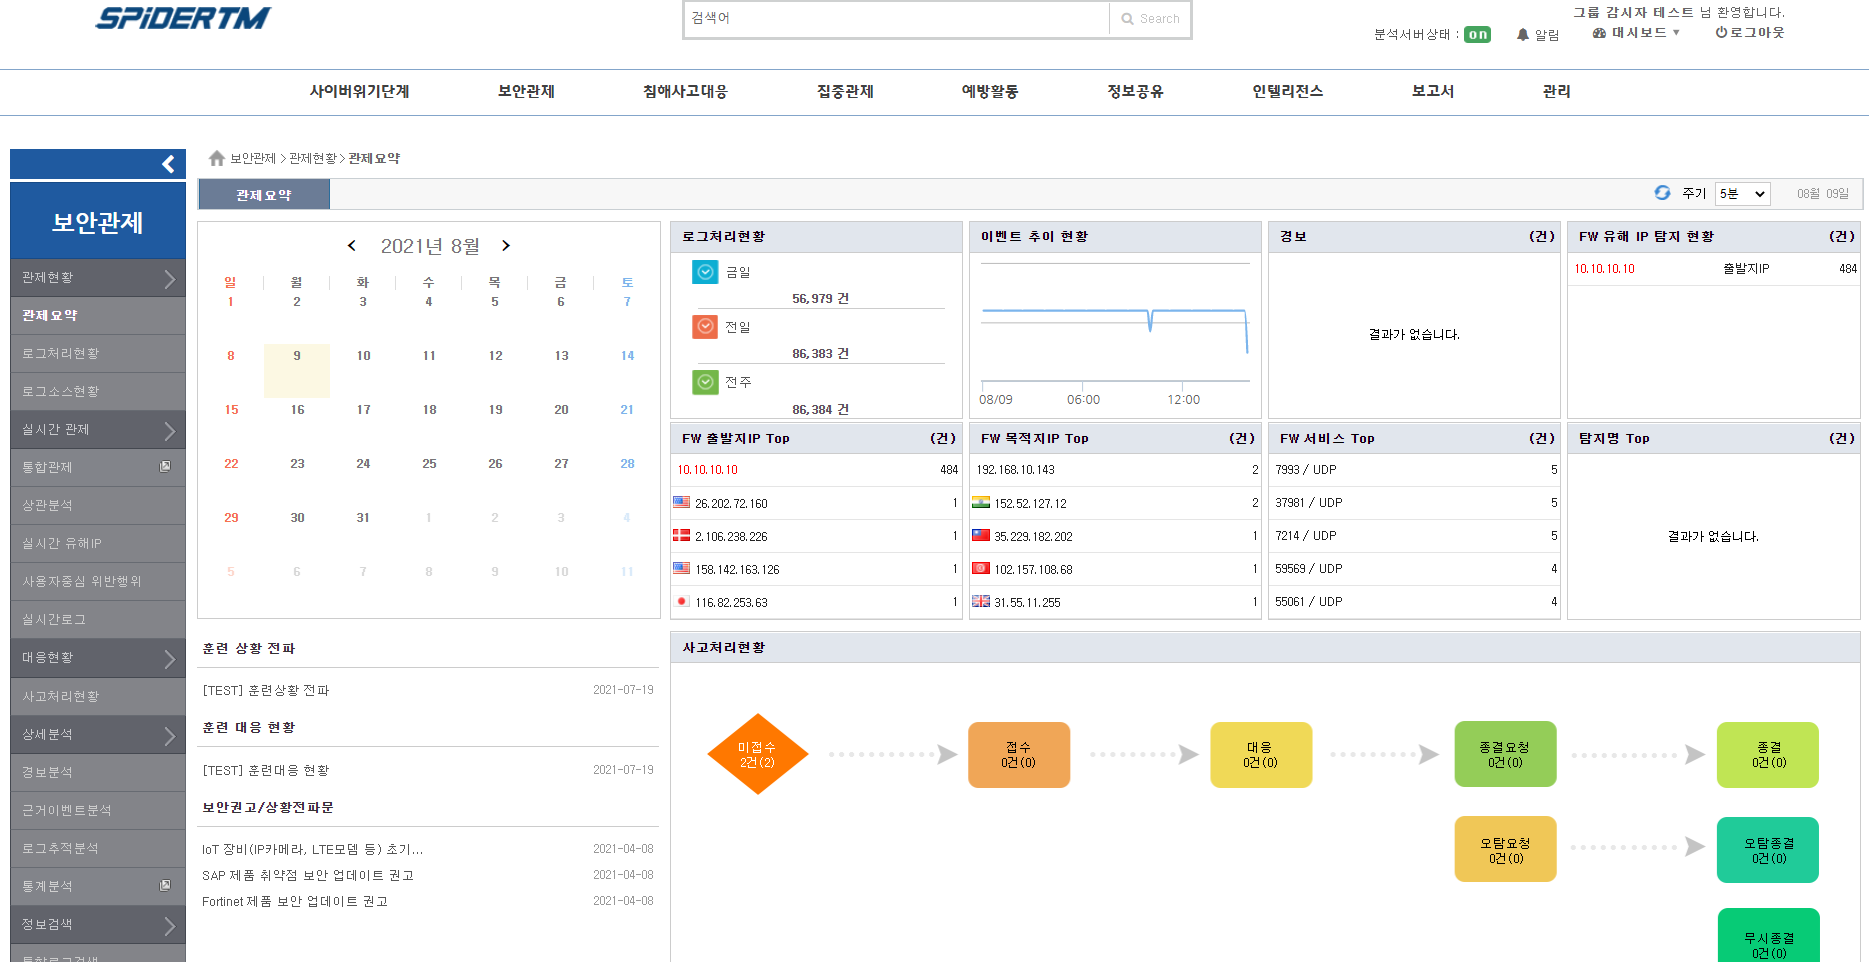 SPiDERTM
검색어
Search
그룹 감시자 테스트 님 환영합니다.
분석서버상태 : on
알림
대시보드 ▼
로그아웃
사이버위기단계
보안관제
침해사고대응
집중관제
예방활동
정보공유
인텔리전스
보고서
관리
보안관제 > 관제현황 > 관제요약
관제요약
주기 5분 08월 09일
보안관제
관제현황
관제요약
로그처리현황
로그소스현황
실시간 관제
통합관제
상관분석
실시간 유해IP
사용자중심 위반행위
실시간로그
대응현황
사고처리현황
상세분석
경보분석
근거이벤트분석
로그추적분석
통계분석
정보검색
통합로그검색
2021년 8월
일 월 화 수 목 금 토
1 2 3 4 5 6 7
8 9 10 11 12 13 14
15 16 17 18 19 20 21
22 23 24 25 26 27 28
29 30 31 1 2 3 4
5 6 7 8 9 10 11
로그처리현황
금일
56,979 건
전일
86,383 건
전주
86,384 건
이벤트 추이 현황
08/09 06:00 12:00
경보 (건)
결과가 없습니다.
FW 유해 IP 탐지 현황 (건)
10.10.10.10 출발지IP 484
FW 출발지IP Top (건)
10.10.10.10 484
26.202.72.160 1
2.106.238.226 1
158.142.163.126 1
116.82.253.63 1
FW 목적지IP Top (건)
192.168.10.143 2
152.52.127.12 2
35.229.182.202 1
102.157.108.68 1
31.55.11.255 1
FW 서비스 Top (건)
7993 / UDP 5
37981 / UDP 5
7214 / UDP 5
59569 / UDP 4
55061 / UDP 4
탐지명 Top (건)
결과가 없습니다.
훈련 상황 전파
[TEST] 훈련상황 전파 2021-07-19
훈련 대응 현황
[TEST] 훈련대응 현황 2021-07-19
보안권고/상황전파문
IoT 장비(IP카메라, LTE모뎀 등) 초기... 2021-04-08
SAP 제품 취약점 보안 업데이트 권고 2021-04-08
Fortinet 제품 보안 업데이트 권고 2021-04-08
사고처리현황
미접수
2건(2)
접수
0건(0)
대응
0건(0)
종결요청
0건(0)
종결
0건(0)
오탐요청
0건(0)
오탐종결
0건(0)
무시종결
0건(0)